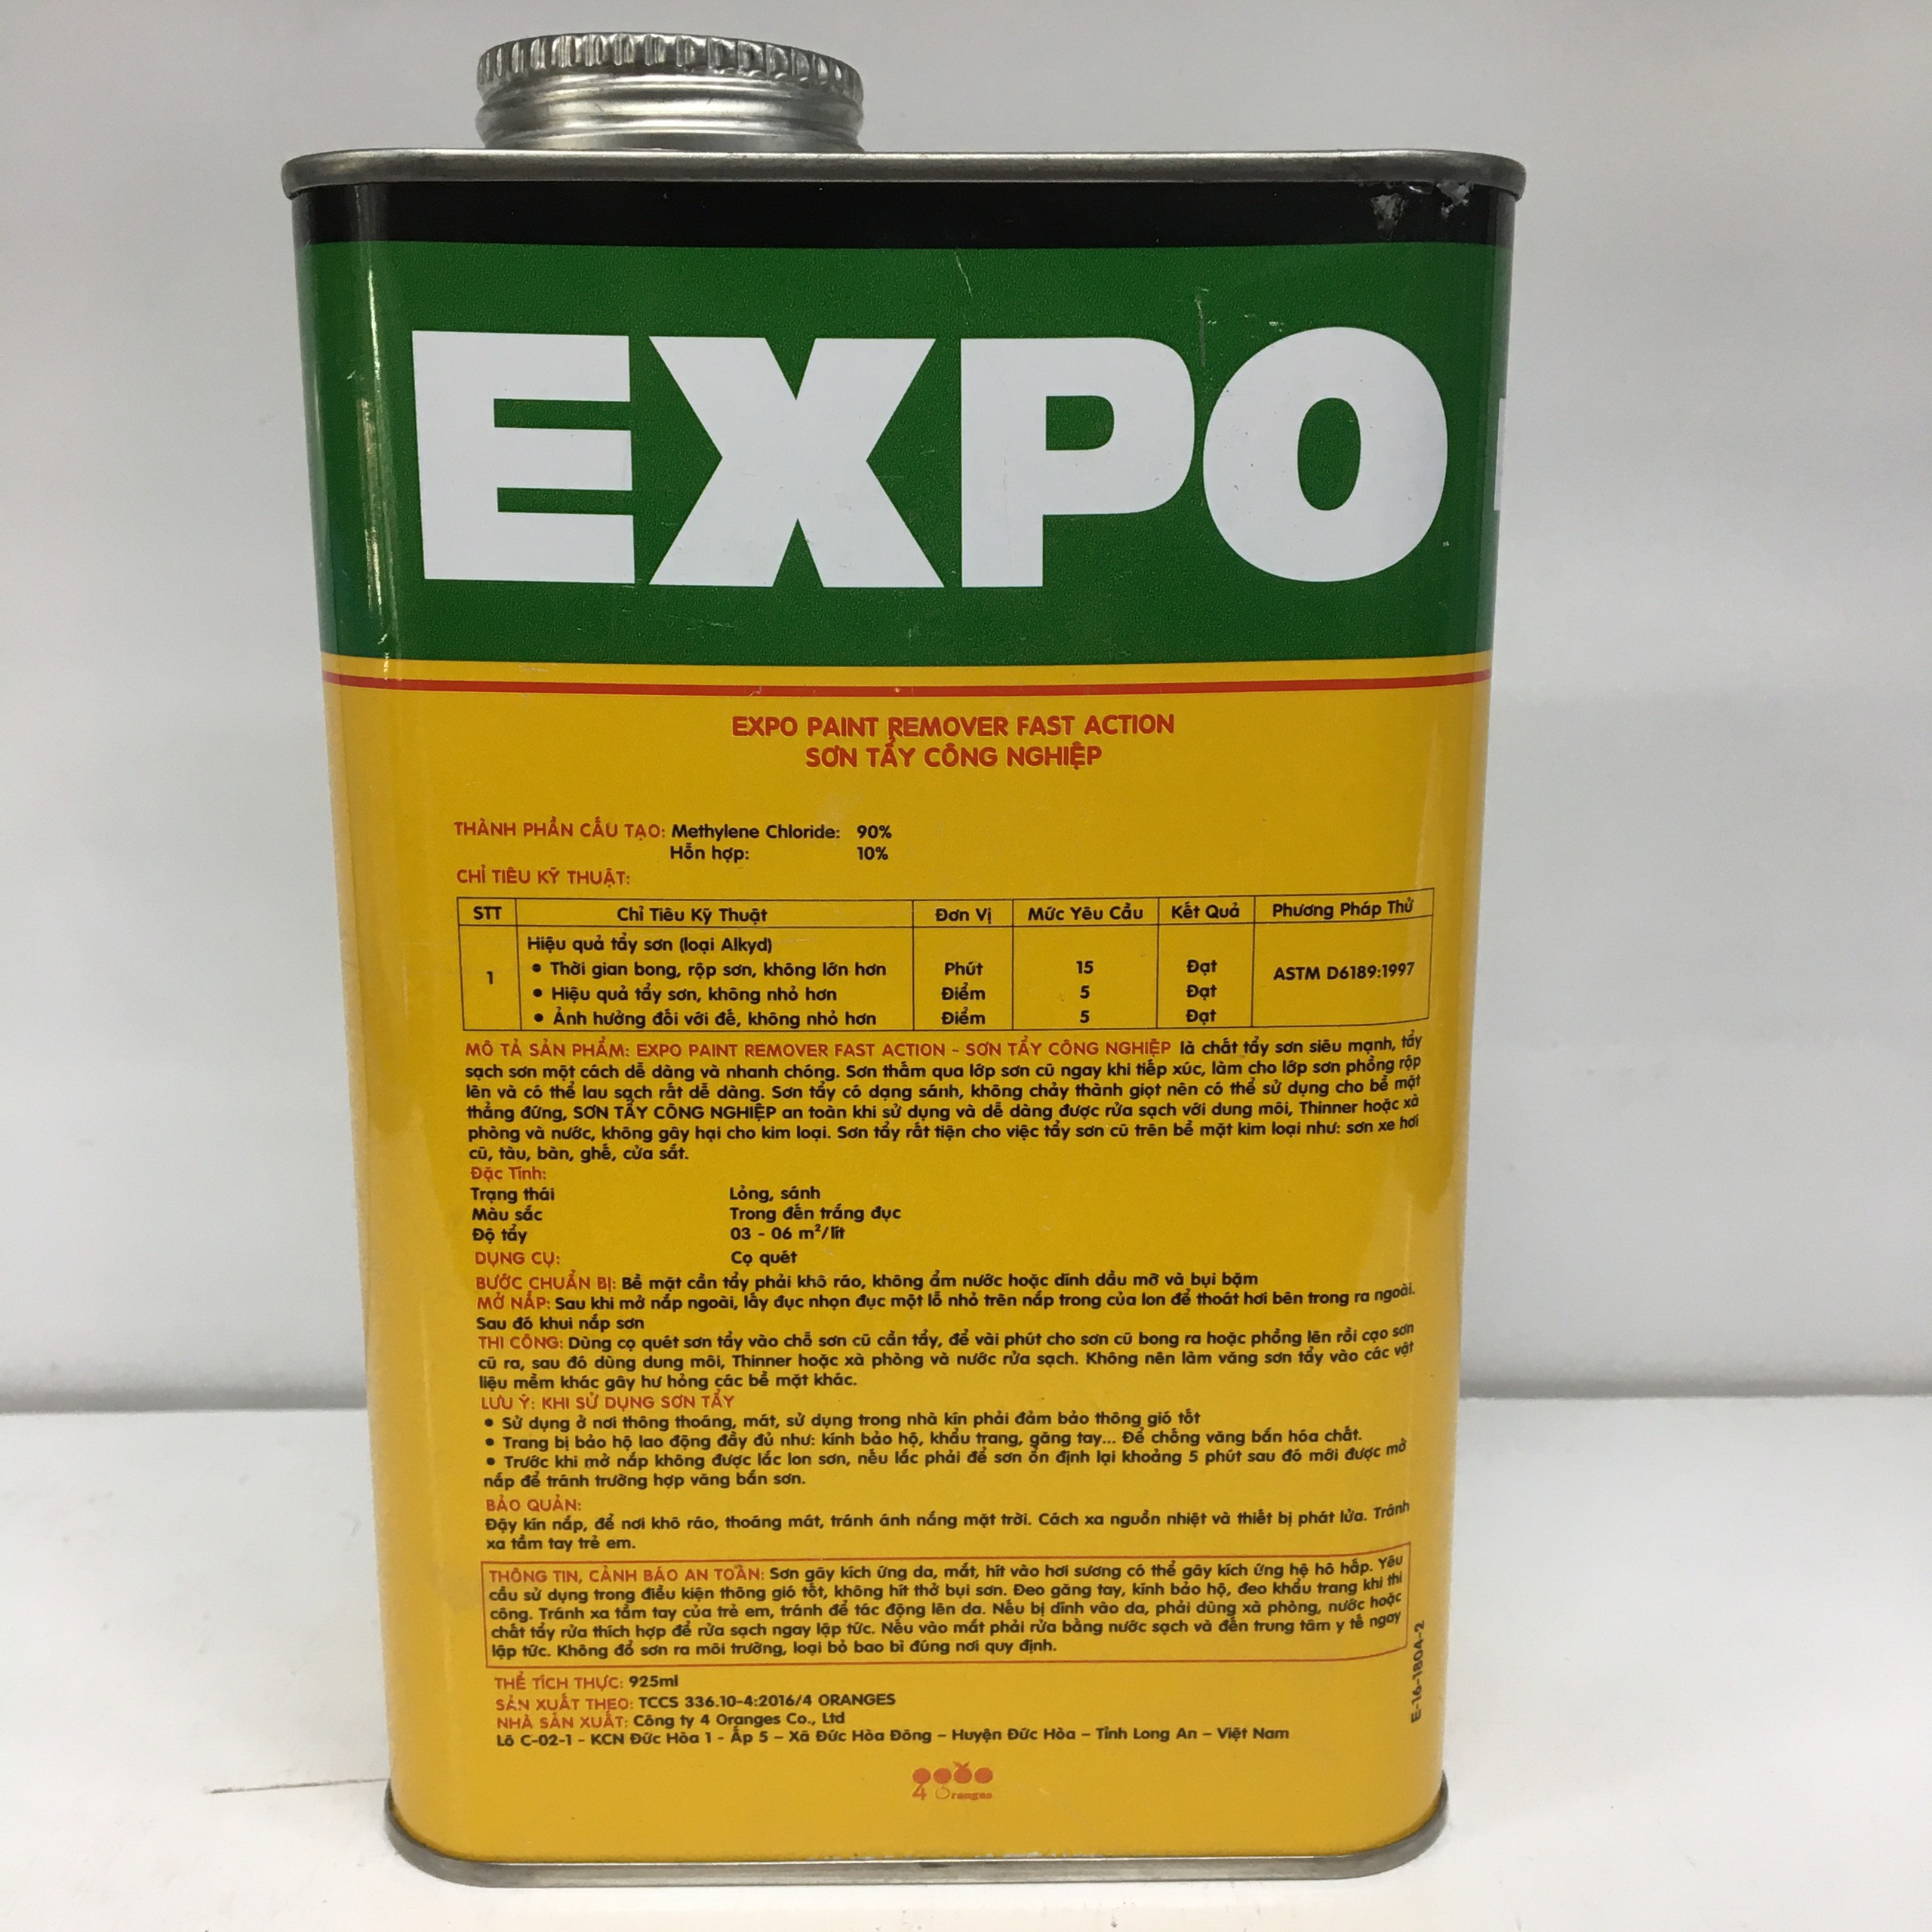 EXPO
EXPO PAINT REMOVER FAST ACTION
SƠN TẨY CÔNG NGHIỆP
THÀNH PHẦN CẤU TẠO: Methylene Chloride: 90%
Hỗn hợp: 10%
CHỈ TIÊU KỸ THUẬT:
STT Chỉ Tiêu Kỹ Thuật Đơn Vị Mức Yêu Cầu Kết Quả Phương Pháp Thử
Hiệu quả tẩy sơn (loại Alkyd)
1 • Thời gian bong, rộp sơn, không lớn hơn Phút 15 Đạt ASTM D6189:1997
• Hiệu quả tẩy sơn, không nhỏ hơn Điểm 5 Đạt
• Ảnh hưởng đối với đế, không nhỏ hơn Điểm 5 Đạt
MÔ TẢ SẢN PHẨM: EXPO PAINT REMOVER FAST ACTION - SƠN TẨY CÔNG NGHIỆP là chất tẩy sơn siêu mạnh, tẩy
sạch sơn một cách dễ dàng và nhanh chóng. Sơn thấm qua lớp sơn cũ ngay khi tiếp xúc, làm cho lớp sơn phồng rộp
lên và có thể lau sạch rất dễ dàng. Sơn tẩy có dạng sánh, không chảy thành giọt nên có thể sử dụng cho bề mặt
thẳng đứng, SƠN TẨY CÔNG NGHIỆP an toàn khi sử dụng và dễ dàng được rửa sạch với dung môi, Thinner hoặc xà
phòng và nước, không gây hại cho kim loại. Sơn tẩy rất tiện cho việc tẩy sơn cũ trên bề mặt kim loại như: sơn xe hơi
cũ, tàu, bàn, ghế, cửa sắt.
Đặc Tính:
Trạng thái Lỏng, sánh
Màu sắc Trong đến trắng đục
Độ tẩy 03 - 06 m²/lít
DỤNG CỤ: Cọ quét
BƯỚC CHUẨN BỊ: Bề mặt cần tẩy phải khô ráo, không ẩm nước hoặc dính dầu mỡ và bụi bặm
MỞ NẮP: Sau khi mở nắp ngoài, lấy đục nhọn đục một lỗ nhỏ trên nắp trong của lon để thoát hơi bên trong ra ngoài.
Sau đó khui nắp sơn
THI CÔNG: Dùng cọ quét sơn tẩy vào chỗ sơn cũ cần tẩy, để vài phút cho sơn cũ bong ra hoặc phồng lên rồi cạo sơn
cũ ra, sau đó dùng dung môi, Thinner hoặc xà phòng và nước rửa sạch. Không nên làm văng sơn tẩy vào các vật
liệu mềm khác gây hư hỏng các bề mặt khác.
LƯU Ý: KHI SỬ DỤNG SƠN TẨY
• Sử dụng ở nơi thông thoáng, mát, sử dụng trong nhà kín phải đảm bảo thông gió tốt
• Trang bị bảo hộ lao động đầy đủ như: kính bảo hộ, khẩu trang, găng tay... Để chống văng bắn hóa chất.
• Trước khi mở nắp không được lắc lon sơn, nếu lắc phải để sơn ổn định lại khoảng 5 phút sau đó mới được mở
nắp để tránh trường hợp văng bắn sơn.
BẢO QUẢN:
Đậy kín nắp, để nơi khô ráo, thoáng mát, tránh ánh nắng mặt trời. Cách xa nguồn nhiệt và thiết bị phát lửa. Tránh
xa tầm tay trẻ em.
THÔNG TIN, CẢNH BÁO AN TOÀN: Sơn gây kích ứng da, mắt, hít vào hơi sương có thể gây kích ứng hệ hô hấp. Yêu
cầu sử dụng trong điều kiện thông gió tốt, không hít thở bụi sơn. Đeo găng tay, kính bảo hộ, đeo khẩu trang khi thi
công. Tránh xa tầm tay của trẻ em, tránh để tác động lên da. Nếu bị dính vào da, phải dùng xà phòng, nước hoặc
chất tẩy rửa thích hợp để rửa sạch ngay lập tức. Nếu vào mắt phải rửa bằng nước sạch và đến trung tâm y tế ngay
lập tức. Không đổ sơn ra môi trường, loại bỏ bao bì đúng nơi quy định.
THỂ TÍCH THỰC: 925ml
SẢN XUẤT THEO: TCCS 336.10-4:2016/4 ORANGES
NHÀ SẢN XUẤT: Công ty 4 Oranges Co., Ltd
Lô C-02-1 - KCN Đức Hòa 1 - Ấp 5 – Xã Đức Hòa Đông – Huyện Đức Hòa – Tỉnh Long An – Việt Nam
E-16-1804-2
4 Oranges